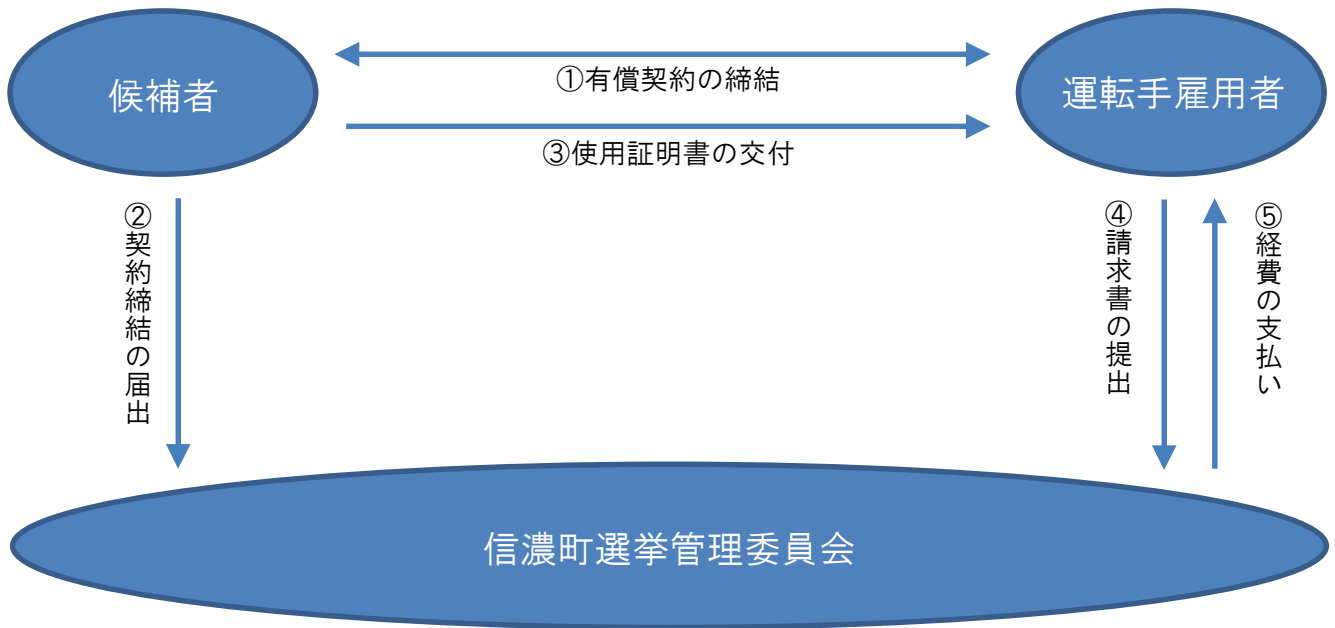 候補者
①有償契約の締結
運転手雇用者
③使用証明書の交付
②契約締結の届出
④請求書の提出
⑤経費の支払い
信濃町選挙管理委員会